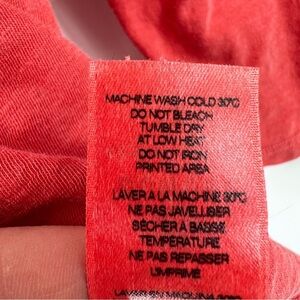 MACHINE WASH COLD 30°C
DO NOT BLEACH
TUMBLE DRY
AT LOW HEAT
DO NOT IRON
PRINTED AREA
LAVER A LA MACHINE 30°C
NE PAS JAVELLISER
SÉCHER À BASSE
TEMPÉRATURE
NE PAS REPASSER
L'IMPRIMÉ